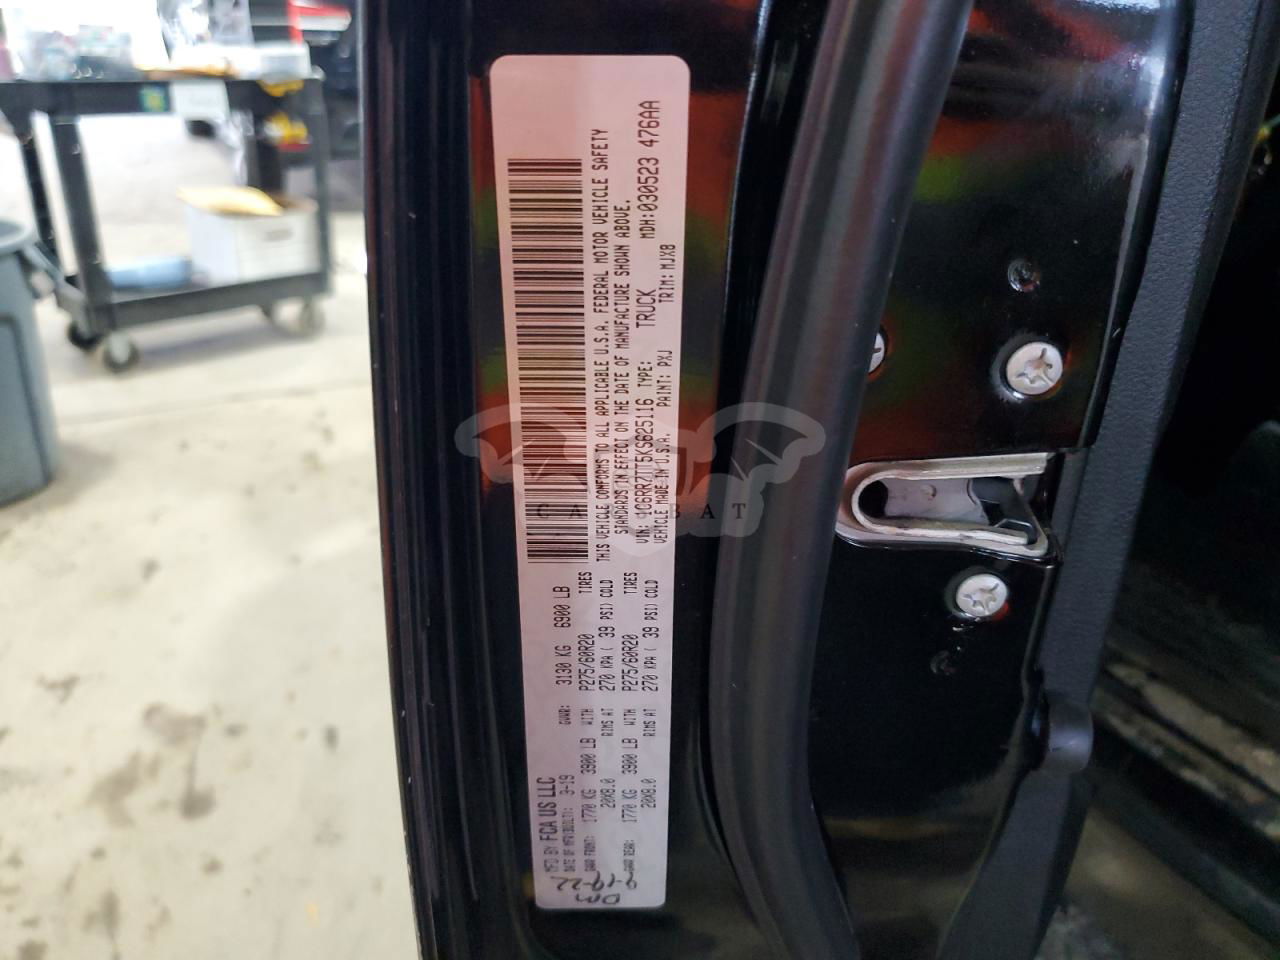 MFD BY FCA US LLC
DATE OF MFR: 3-19 GVWR: 3130 KG 6900 LB
GAWR FRONT: 1770 KG 3900 LB WITH P275/60R20 TIRES
20X8.0 RIMS AT 270 KPA ( 39 PSI) COLD
GAWR REAR: 1770 KG 3900 LB WITH P275/60R20 TIRES
20X8.0 RIMS AT 270 KPA ( 39 PSI) COLD
THIS VEHICLE CONFORMS TO ALL APPLICABLE U.S.A. FEDERAL MOTOR VEHICLE SAFETY
STANDARDS IN EFFECT ON THE DATE OF MANUFACTURE SHOWN ABOVE.
VIN: 1C6RR7TT5KS625116 TYPE: TRUCK MDH:030523 476AA
VEHICLE MADE IN U.S.A. PAINT: PXJ TRIM: MJX8